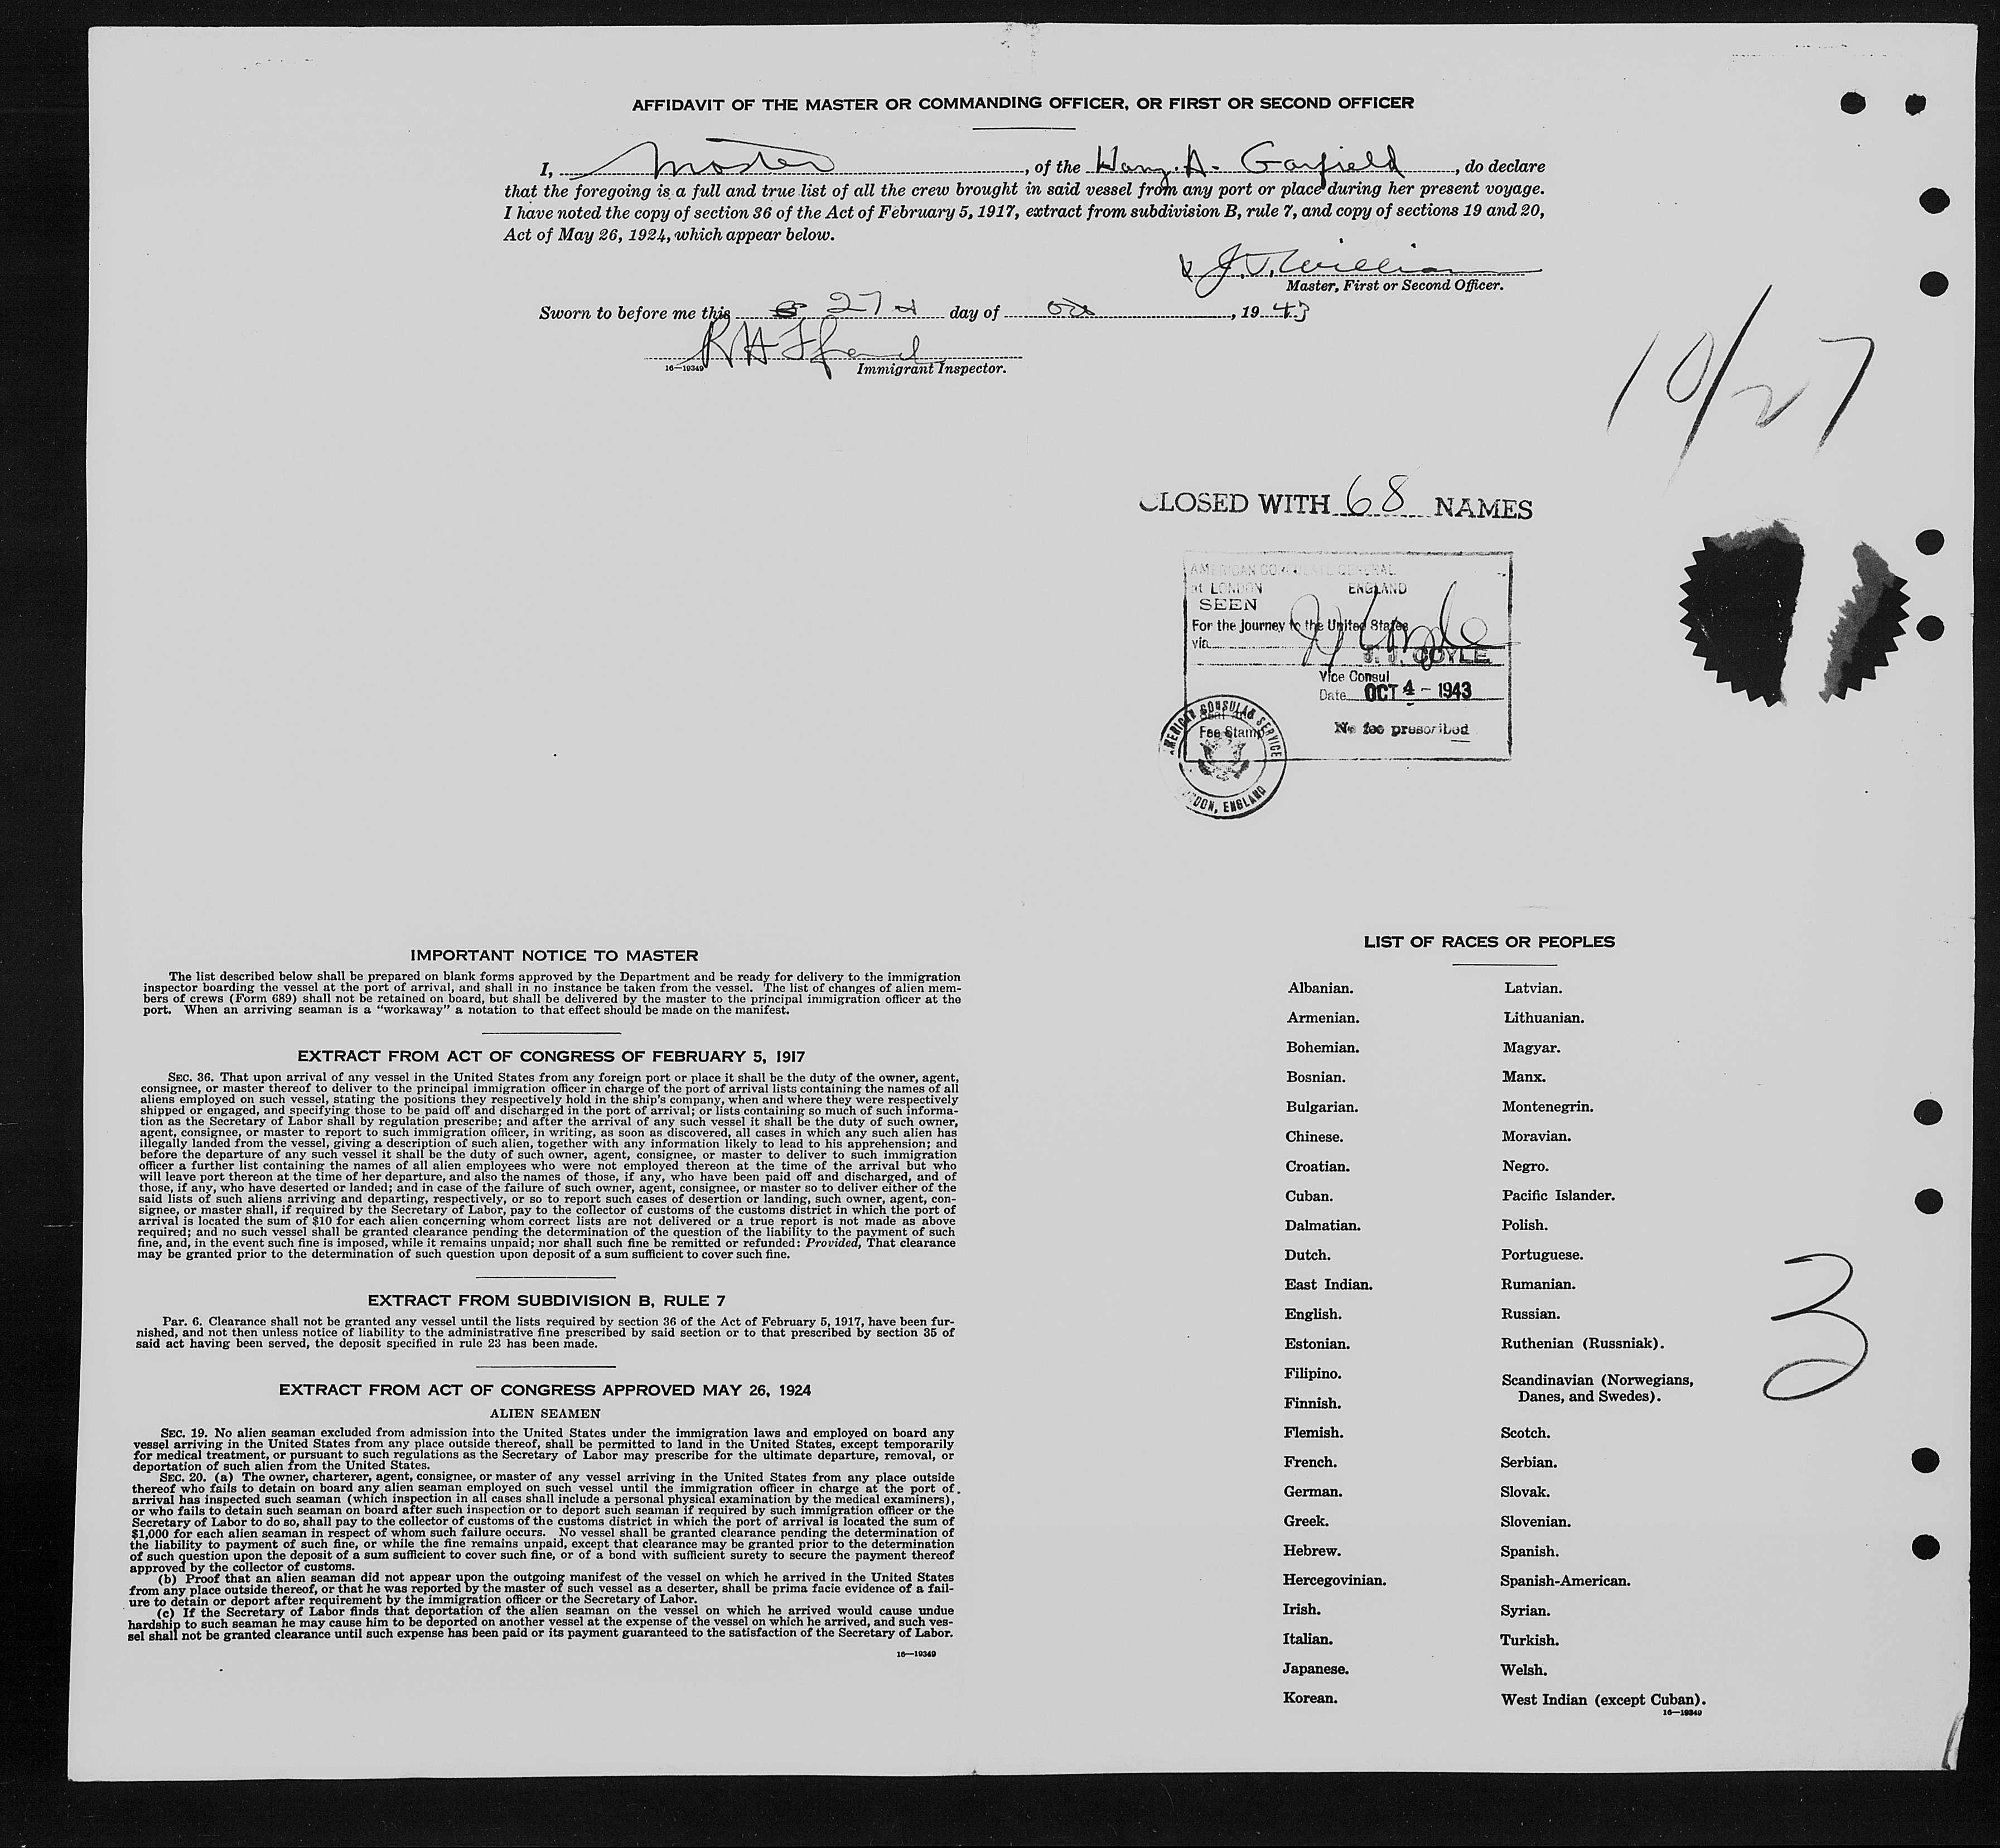 AFFIDAVIT OF THE MASTER OR COMMANDING OFFICER, OR FIRST OR SECOND OFFICER
I, Master, of the Harry. A. Garfield, do declare
that the foregoing is a full and true list of all the crew brought in said vessel from any port or place during her present voyage.
I have noted the copy of section 36 of the Act of February 5, 1917, extract from subdivision B, rule 7, and copy of sections 19 and 20,
Act of May 26, 1924, which appear below.
J. V. William
Master, First or Second Officer.
Sworn to before me this 27 day of Oct, 1943
R H
16—19349 Immigrant Inspector.
10/27
CLOSED WITH 68 NAMES
AMERICAN CONSULATE GENERAL
at LONDON ENGLAND
SEEN
For the journey to the United States
via
J. J. COYLE
Vice Consul
Date OCT 4 - 1943
Seal and
Fee Stamp
No fee prescribed
AMERICAN CONSULAR SERVICE
LONDON, ENGLAND
IMPORTANT NOTICE TO MASTER
The list described below shall be prepared on blank forms approved by the Department and be ready for delivery to the immigration
inspector boarding the vessel at the port of arrival, and shall in no instance be taken from the vessel. The list of changes of alien mem-
bers of crews (Form 689) shall not be retained on board, but shall be delivered by the master to the principal immigration officer at the
port. When an arriving seaman is a "workaway" a notation to that effect should be made on the manifest.
EXTRACT FROM ACT OF CONGRESS OF FEBRUARY 5, 1917
SEC. 36. That upon arrival of any vessel in the United States from any foreign port or place it shall be the duty of the owner, agent,
consignee, or master thereof to deliver to the principal immigration officer in charge of the port of arrival lists containing the names of all
aliens employed on such vessel, stating the positions they respectively hold in the ship's company, when and where they were respectively
shipped or engaged, and specifying those to be paid off and discharged in the port of arrival; or lists containing so much of such informa-
tion as the Secretary of Labor shall by regulation prescribe; and after the arrival of any such vessel it shall be the duty of such owner,
agent, consignee, or master to report to such immigration officer, in writing, as soon as discovered, all cases in which any such alien has
illegally landed from the vessel, giving a description of such alien, together with any information likely to lead to his apprehension; and
before the departure of any such vessel it shall be the duty of such owner, agent, consignee, or master to deliver to such immigration
officer a further list containing the names of all alien employees who were not employed thereon at the time of the arrival but who
will leave port thereon at the time of her departure, and also the names of those, if any, who have been paid off and discharged, and of
those, if any, who have deserted or landed; and in case of the failure of such owner, agent, consignee, or master so to deliver either of the
said lists of such aliens arriving and departing, respectively, or so to report such cases of desertion or landing, such owner, agent, con-
signee, or master shall, if required by the Secretary of Labor, pay to the collector of customs of the customs district in which the port of
arrival is located the sum of $10 for each alien concerning whom correct lists are not delivered or a true report is not made as above
required; and no such vessel shall be granted clearance pending the determination of the question of the liability to the payment of such
fine, and, in the event such fine is imposed, while it remains unpaid; nor shall such fine be remitted or refunded: Provided, That clearance
may be granted prior to the determination of such question upon deposit of a sum sufficient to cover such fine.
EXTRACT FROM SUBDIVISION B, RULE 7
Par. 6. Clearance shall not be granted any vessel until the lists required by section 36 of the Act of February 5, 1917, have been fur-
nished, and not then unless notice of liability to the administrative fine prescribed by said section or to that prescribed by section 35 of
said act having been served, the deposit specified in rule 23 has been made.
EXTRACT FROM ACT OF CONGRESS APPROVED MAY 26, 1924
ALIEN SEAMEN
SEC. 19. No alien seaman excluded from admission into the United States under the immigration laws and employed on board any
vessel arriving in the United States from any place outside thereof, shall be permitted to land in the United States, except temporarily
for medical treatment, or pursuant to such regulations as the Secretary of Labor may prescribe for the ultimate departure, removal, or
deportation of such alien from the United States.
SEC. 20. (a) The owner, charterer, agent, consignee, or master of any vessel arriving in the United States from any place outside
thereof who fails to detain on board any alien seaman employed on such vessel until the immigration officer in charge at the port of
arrival has inspected such seaman (which inspection in all cases shall include a personal physical examination by the medical examiners),
or who fails to detain such seaman on board after such inspection or to deport such seaman if required by such immigration officer or the
Secretary of Labor to do so, shall pay to the collector of customs of the customs district in which the port of arrival is located the sum of
$1,000 for each alien seaman in respect of whom such failure occurs. No vessel shall be granted clearance pending the determination of
the liability to payment of such fine, or while the fine remains unpaid, except that clearance may be granted prior to the determination
of such question upon the deposit of a sum sufficient to cover such fine, or of a bond with sufficient surety to secure the payment thereof
approved by the collector of customs.
(b) Proof that an alien seaman did not appear upon the outgoing manifest of the vessel on which he arrived in the United States
from any place outside thereof, or that he was reported by the master of such vessel as a deserter, shall be prima facie evidence of a fail-
ure to detain or deport after requirement by the immigration officer or the Secretary of Labor.
(c) If the Secretary of Labor finds that deportation of the alien seaman on the vessel on which he arrived would cause undue
hardship to such seaman he may cause him to be deported on another vessel at the expense of the vessel on which he arrived, and such ves-
sel shall not be granted clearance until such expense has been paid or its payment guaranteed to the satisfaction of the Secretary of Labor.
16—19349
LIST OF RACES OR PEOPLES
Albanian. Latvian.
Armenian. Lithuanian.
Bohemian. Magyar.
Bosnian. Manx.
Bulgarian. Montenegrin.
Chinese. Moravian.
Croatian. Negro.
Cuban. Pacific Islander.
Dalmatian. Polish.
Dutch. Portuguese.
East Indian. Rumanian.
English. Russian.
Estonian. Ruthenian (Russniak).
Filipino. Scandinavian (Norwegians,
Danes, and Swedes).
Finnish.
Flemish. Scotch.
French. Serbian.
German. Slovak.
Greek. Slovenian.
Hebrew. Spanish.
Hercegovinian. Spanish-American.
Irish. Syrian.
Italian. Turkish.
Japanese. Welsh.
Korean. West Indian (except Cuban).
16—19349
3